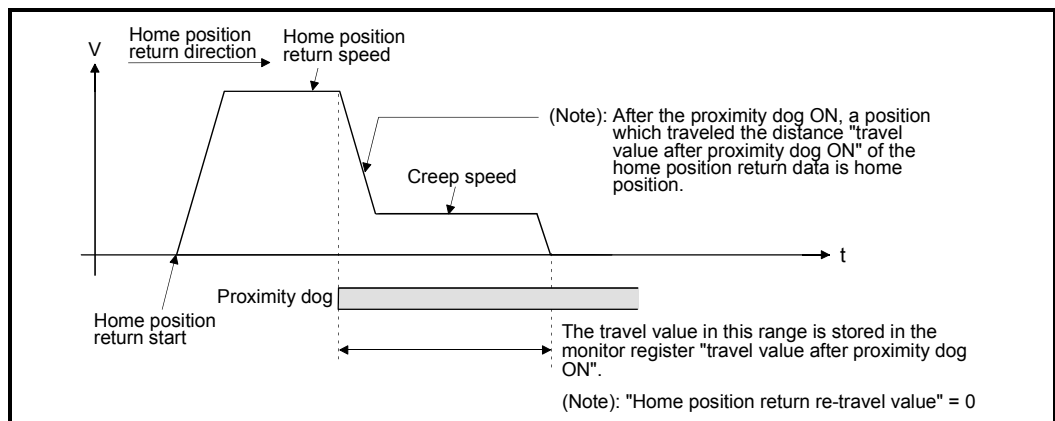 Home position
return direction
Home position
return speed
V
(Note): After the proximity dog ON, a position
which traveled the distance "travel
value after proximity dog ON" of the
home position return data is home
position.
Creep speed
t
Proximity dog
Home position
return start
The travel value in this range is stored in the
monitor register "travel value after proximity dog
ON".
(Note): "Home position return re-travel value" = 0